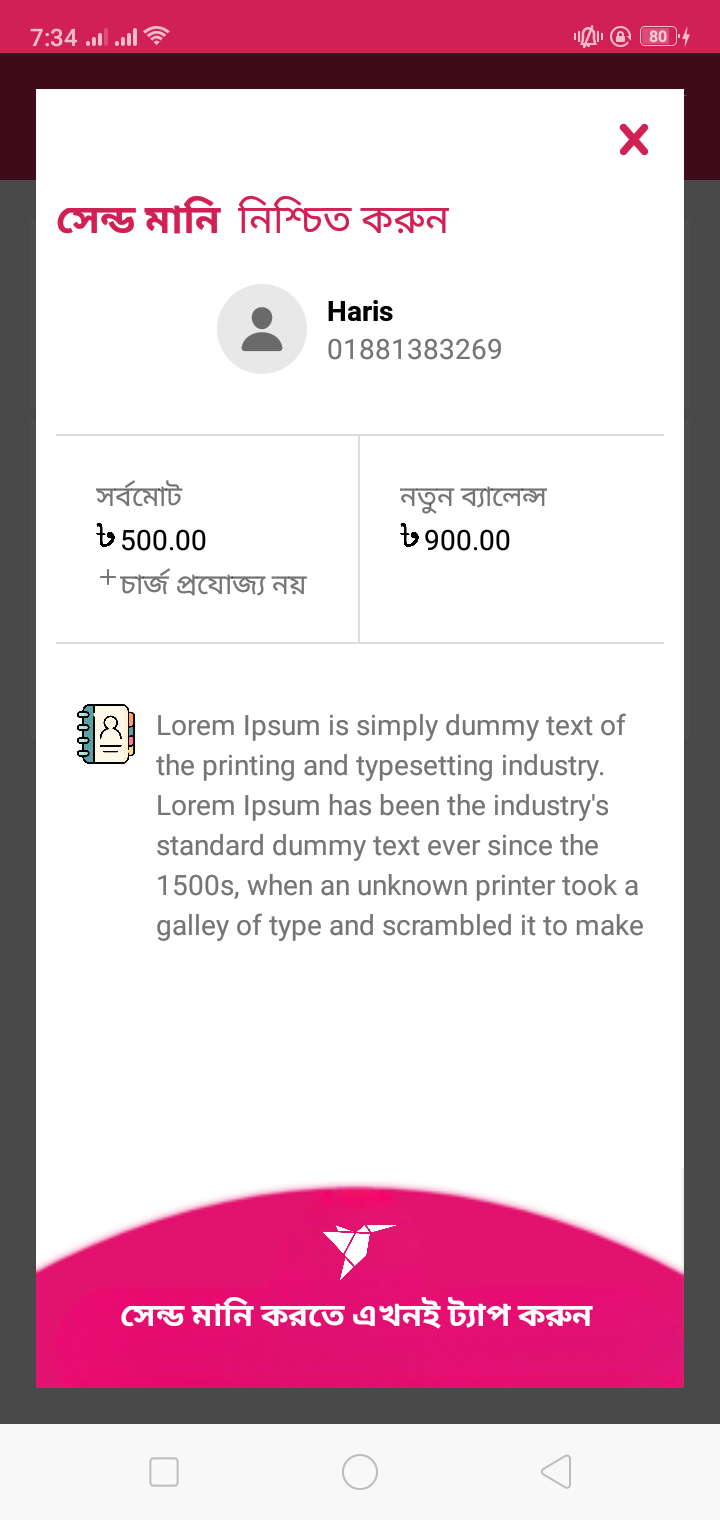 7:34
80
সেন্ড মানি নিশ্চিত করুন
Haris
01881383269
সর্বমোট
৳ 500.00
+চার্জ প্রযোজ্য নয়
নতুন ব্যালেন্স
৳ 900.00
Lorem Ipsum is simply dummy text of
the printing and typesetting industry.
Lorem Ipsum has been the industry's
standard dummy text ever since the
1500s, when an unknown printer took a
galley of type and scrambled it to make
সেন্ড মানি করতে এখনই ট্যাপ করুন